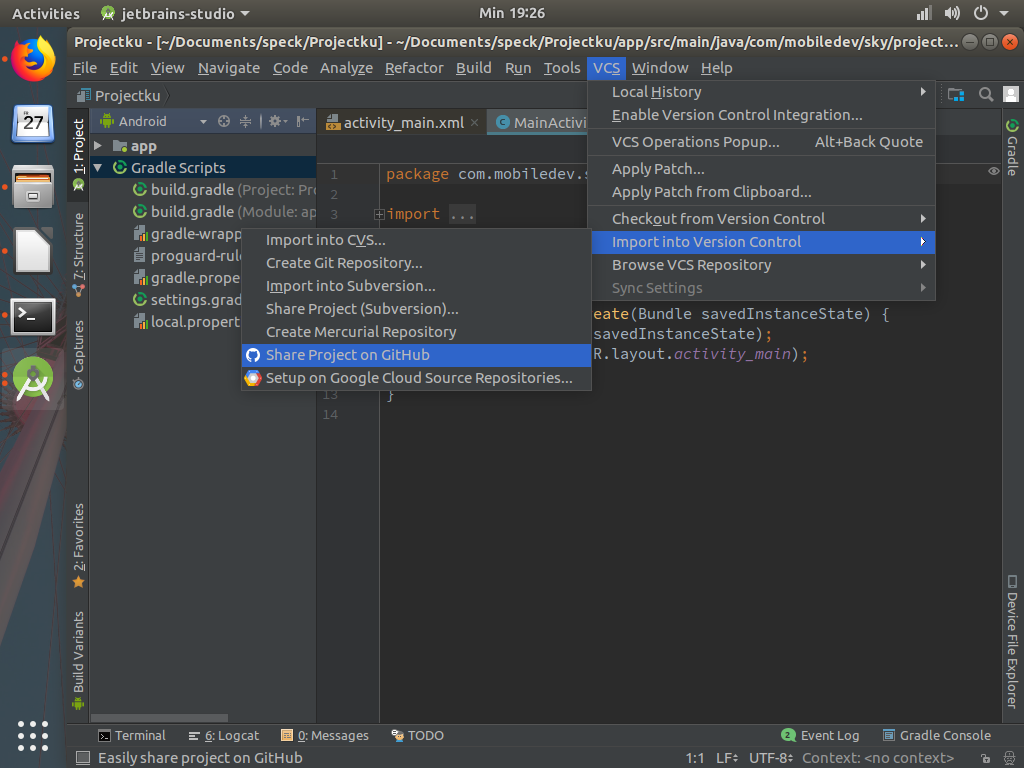 Activities
jetbrains-studio
Min 19:26
Projectku - [~/Documents/speck/Projectku] - ~/Documents/speck/Projectku/app/src/main/java/com/mobiledev/sky/project...
File Edit View Navigate Code Analyze Refactor Build Run Tools VCS Window Help
Projectku
27
1: Project
7: Structure
Captures
2: Favorites
Build Variants
Android
app
Gradle Scripts
build.gradle (Project: Pro
build.gradle (Module: ap
gradle-wrapp
proguard-rul
gradle.prope
settings.grad
local.propert
activity_main.xml
MainActivi
1 package com.mobiledev.s
2
3 import ...
eate(Bundle savedInstanceState) {
savedInstanceState);
R.layout.activity_main);
13 }
14
Local History
Enable Version Control Integration...
VCS Operations Popup... Alt+Back Quote
Apply Patch...
Apply Patch from Clipboard...
Checkout from Version Control
Import into Version Control
Browse VCS Repository
Sync Settings
Import into CVS...
Create Git Repository...
Import into Subversion...
Share Project (Subversion)...
Create Mercurial Repository
Share Project on GitHub
Setup on Google Cloud Source Repositories...
Gradle
Device File Explorer
Terminal
6: Logcat
0: Messages
TODO
2 Event Log
Gradle Console
Easily share project on GitHub
1:1 LF UTF-8 Context: <no context>